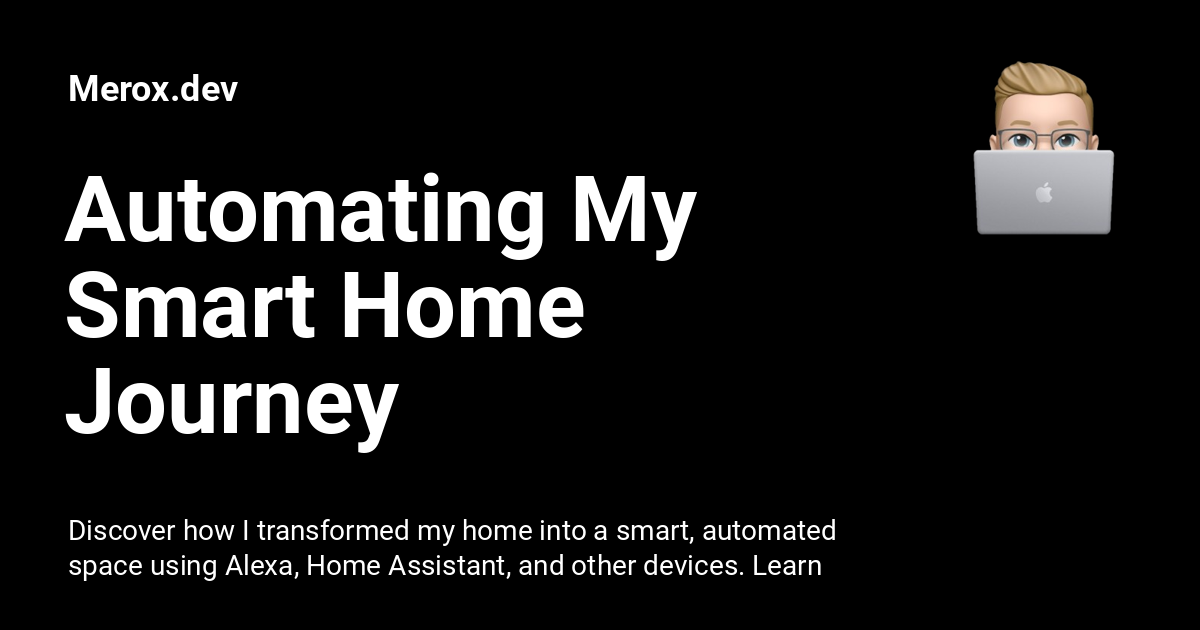 Merox.dev
Automating My
Smart Home
Journey
Discover how I transformed my home into a smart, automated
space using Alexa, Home Assistant, and other devices. Learn